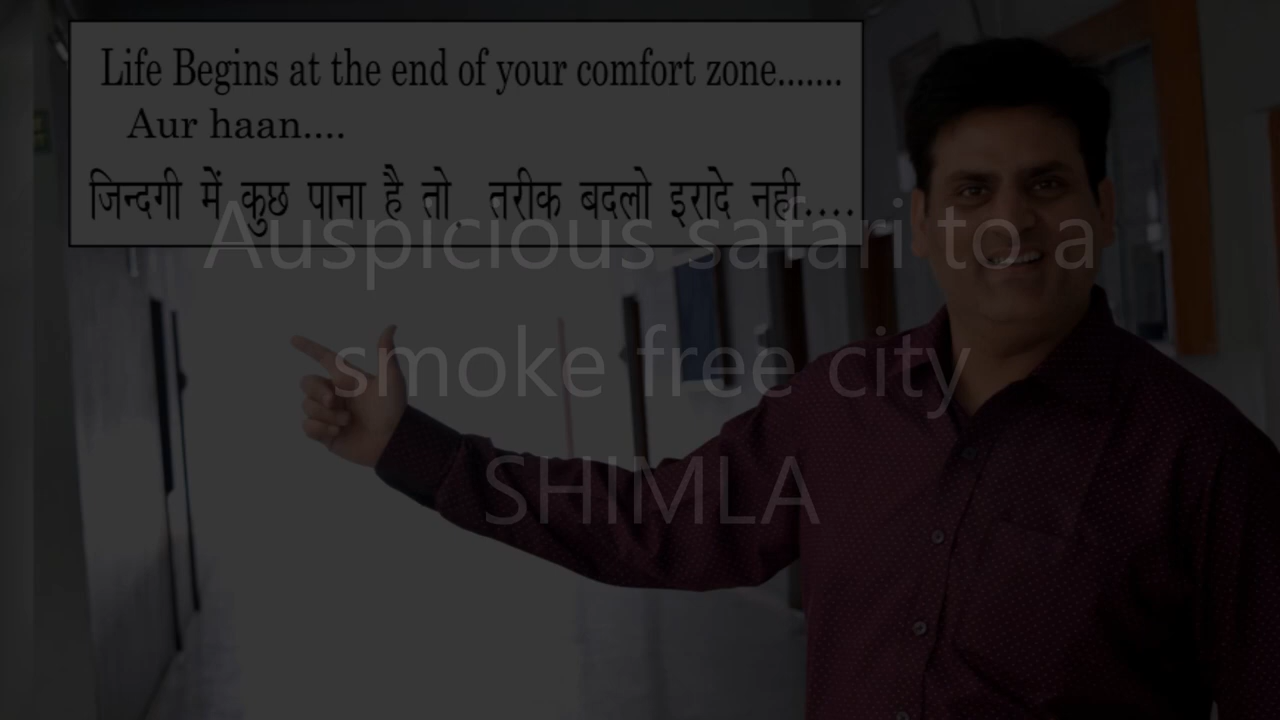 Life Begins at the end of your comfort zone.......
Aur haan....
जिन्दगी में कुछ पाना है तो तरीक बदलो इरादे नही....
Auspicious safari to a
smoke free city
SHIMLA